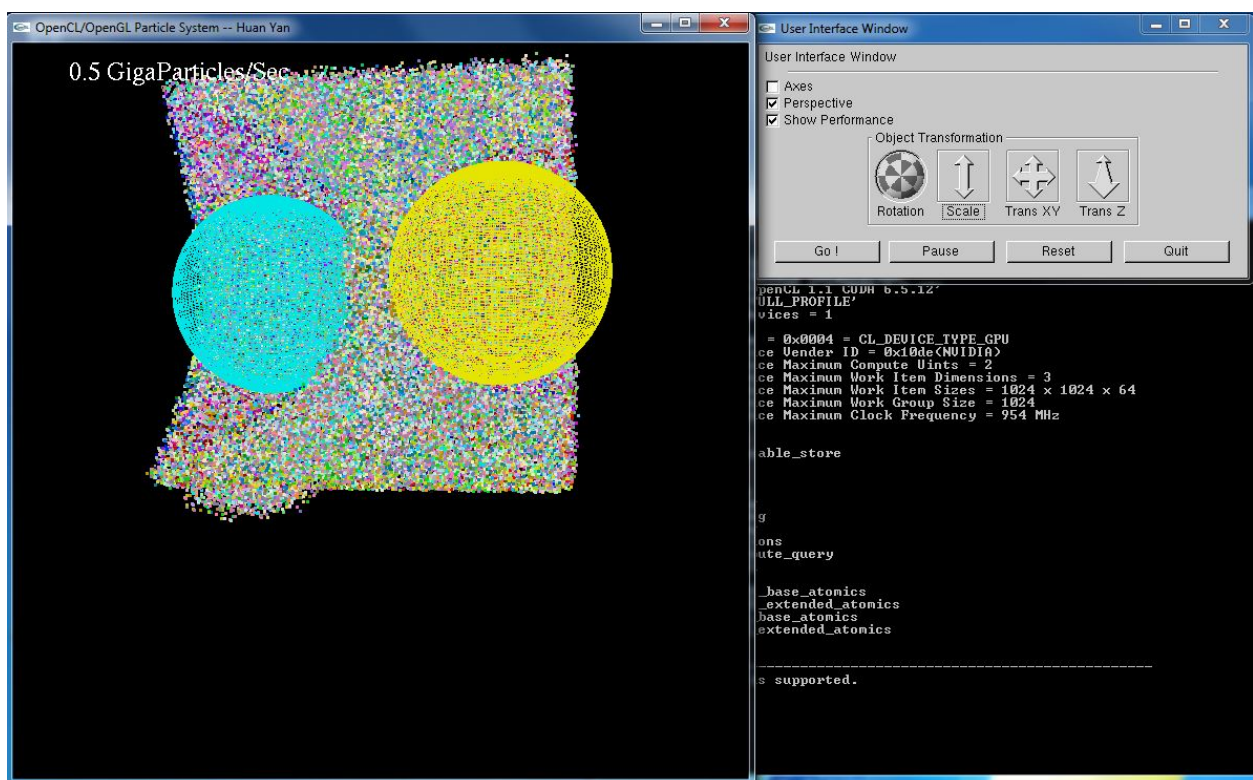 OpenCL/OpenGL Particle System -- Huan Yan
0.5 GigaParticles/Sec
User Interface Window
User Interface Window
Axes
Perspective
Show Performance
Object Transformation
Rotation
Scale
Trans XY
Trans Z
Go !
Pause
Reset
Quit
penCL 1.1 CUDA 6.5.12'
ULL_PROFILE'
vices = 1
= 0x0004 = CL_DEVICE_TYPE_GPU
ce Vender ID = 0x10de(NVIDIA)
ce Maximum Compute Uints = 2
ce Maximum Work Item Dimensions = 3
ce Maximum Work Item Sizes = 1024 x 1024 x 64
ce Maximum Work Group Size = 1024
ce Maximum Clock Frequency = 954 MHz
able_store
g
ons
ute_query
_base_atomics
_extended_atomics
base_atomics
extended_atomics
s supported.